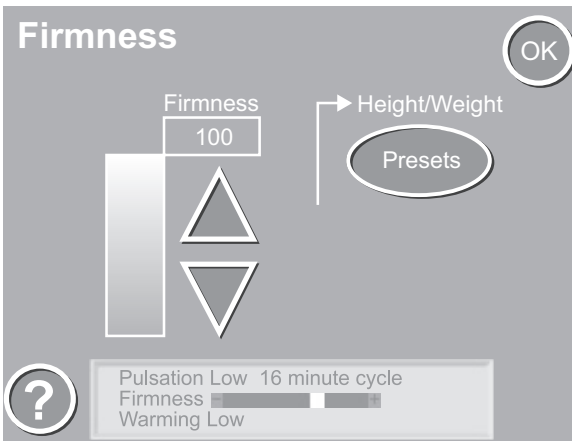 Firmness
OK
Firmness
100
Height/Weight
Presets
?
Pulsation Low 16 minute cycle
Firmness - +
Warming Low